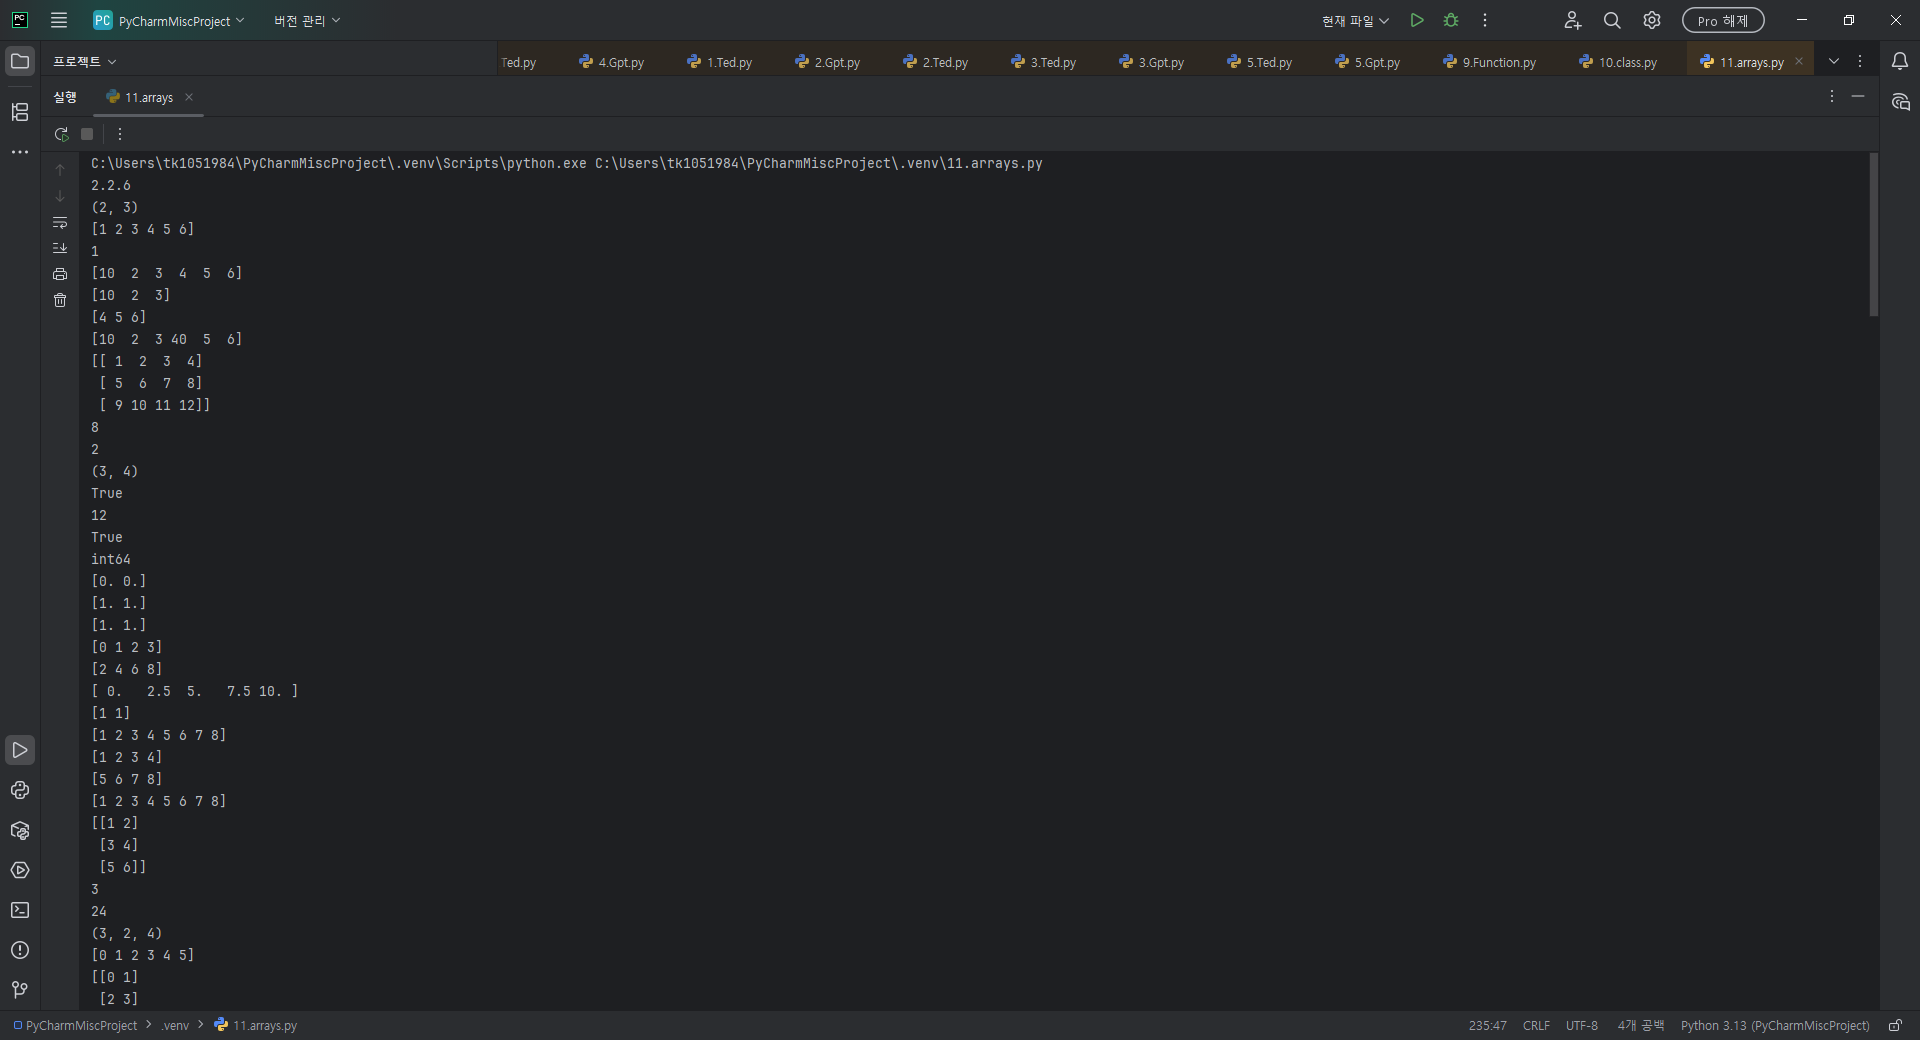 PC PC PyCharmMiscProject 버전 관리 현재 파일 Pro 해제
프로젝트 Ted.py 4.Gpt.py 1.Ted.py 2.Gpt.py 2.Ted.py 3.Ted.py 3.Gpt.py 5.Ted.py 5.Gpt.py 9.Function.py 10.class.py 11.arrays.py
실행 11.arrays
C:\Users\tk1051984\PyCharmMiscProject\.venv\Scripts\python.exe C:\Users\tk1051984\PyCharmMiscProject\.venv\11.arrays.py
2.2.6
(2, 3)
[1 2 3 4 5 6]
1
[10  2  3  4  5  6]
[10  2  3]
[4 5 6]
[10  2  3 40  5  6]
[[ 1  2  3  4]
 [ 5  6  7  8]
 [ 9 10 11 12]]
8
2
(3, 4)
True
12
True
int64
[0. 0.]
[1. 1.]
[1. 1.]
[0 1 2 3]
[2 4 6 8]
[ 0.   2.5  5.   7.5 10. ]
[1 1]
[1 2 3 4 5 6 7 8]
[1 2 3 4]
[5 6 7 8]
[1 2 3 4 5 6 7 8]
[[1 2]
 [3 4]
 [5 6]]
3
24
(3, 2, 4)
[0 1 2 3 4 5]
[[0 1]
 [2 3]
PyCharmMiscProject > .venv > 11.arrays.py 235:47 CRLF UTF-8 4개 공백 Python 3.13 (PyCharmMiscProject)